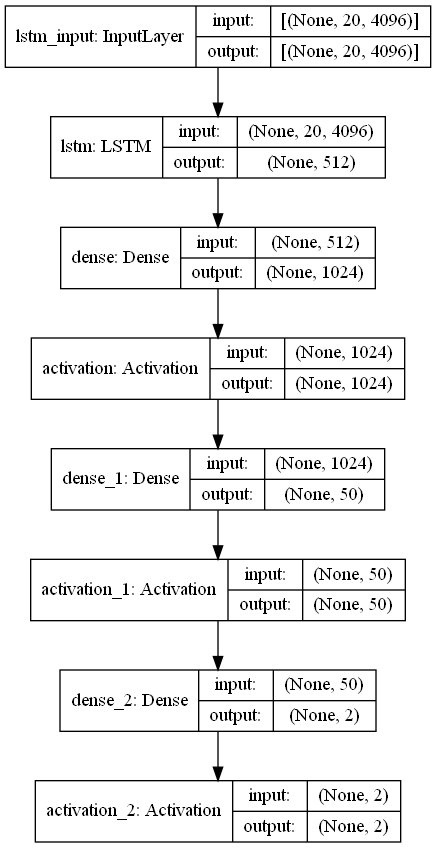 lstm_input: InputLayer
input: [(None, 20, 4096)]
output: [(None, 20, 4096)]
lstm: LSTM
input: (None, 20, 4096)
output: (None, 512)
dense: Dense
input: (None, 512)
output: (None, 1024)
activation: Activation
input: (None, 1024)
output: (None, 1024)
dense_1: Dense
input: (None, 1024)
output: (None, 50)
activation_1: Activation
input: (None, 50)
output: (None, 50)
dense_2: Dense
input: (None, 50)
output: (None, 2)
activation_2: Activation
input: (None, 2)
output: (None, 2)